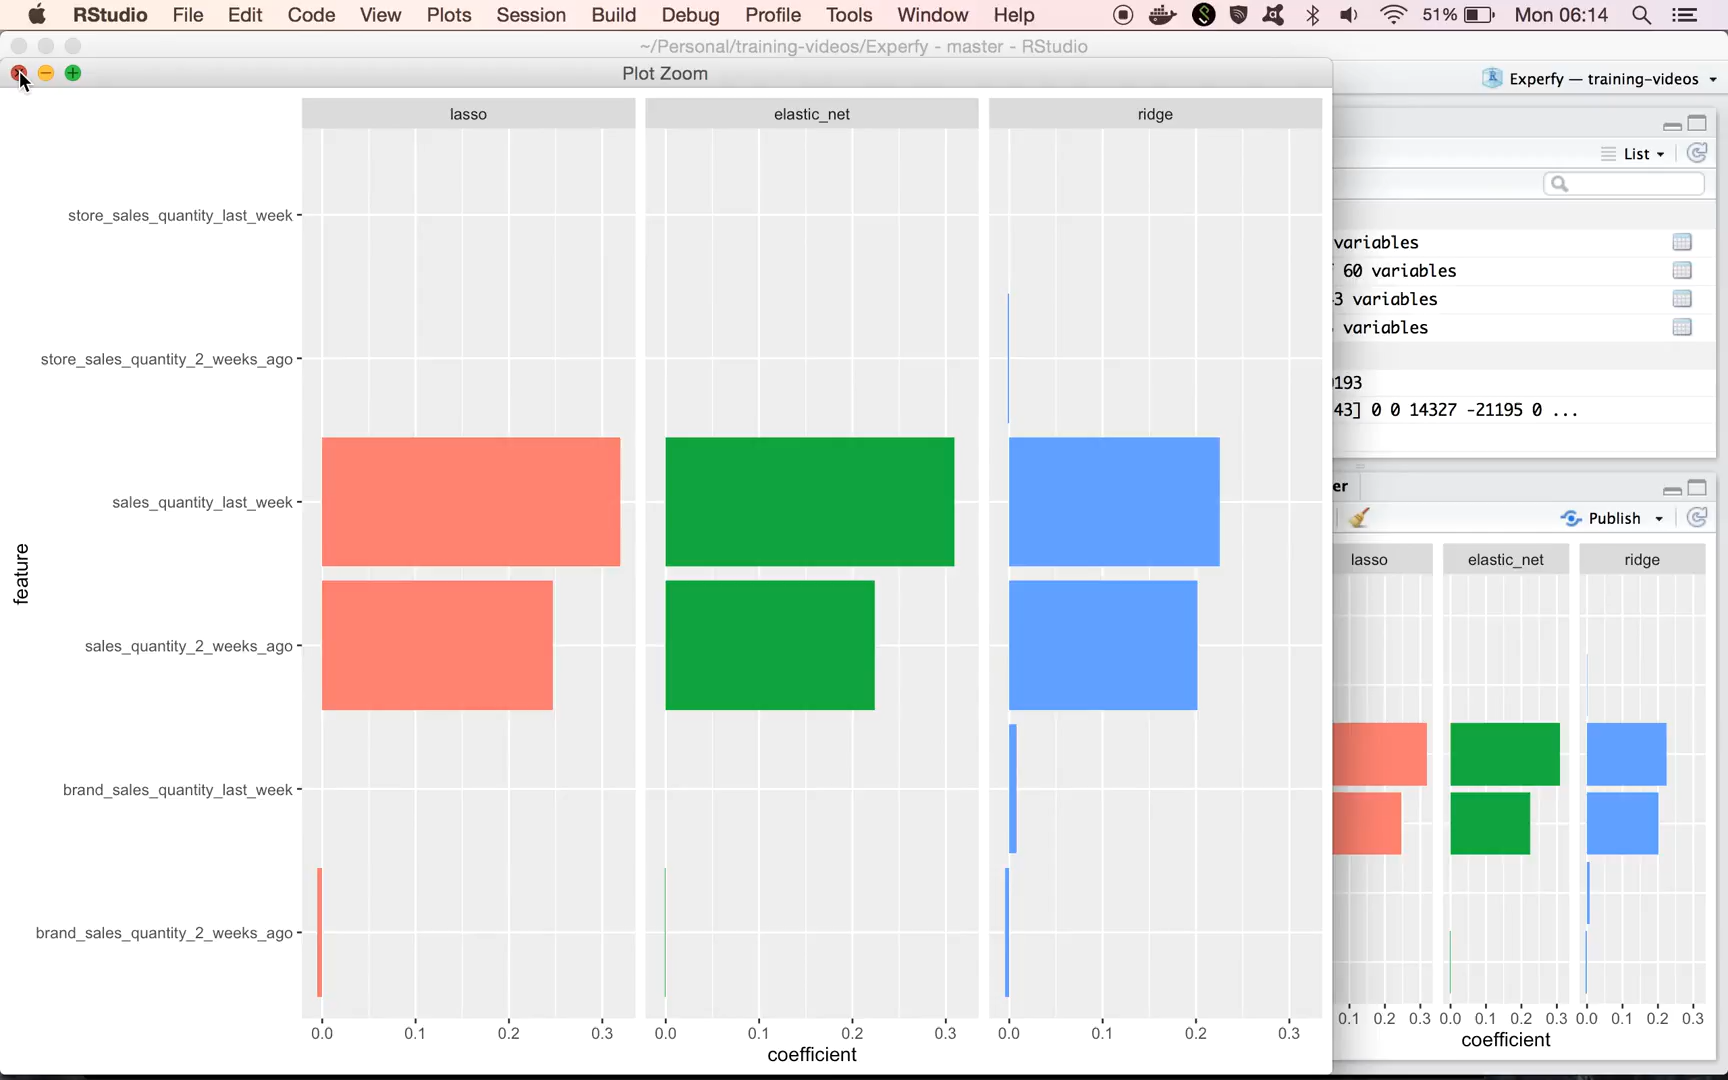 RStudio File Edit Code View Plots Session Build Debug Profile Tools Window Help 51% Mon 06:14
~/Personal/training-videos/Experfy - master - RStudio
Plot Zoom
Experfy — training-videos
List
variables
60 variables
3 variables
variables
193
43] 0 0 14327 -21195 0 ...
er
Publish
lasso elastic_net ridge
store_sales_quantity_last_week
store_sales_quantity_2_weeks_ago
sales_quantity_last_week
sales_quantity_2_weeks_ago
brand_sales_quantity_last_week
brand_sales_quantity_2_weeks_ago
feature
0.0 0.1 0.2 0.3 0.0 0.1 0.2 0.3 0.0 0.1 0.2 0.3
coefficient
lasso elastic_net ridge
0.1 0.2 0.3 0.0 0.1 0.2 0.3 0.0 0.1 0.2 0.3
coefficient